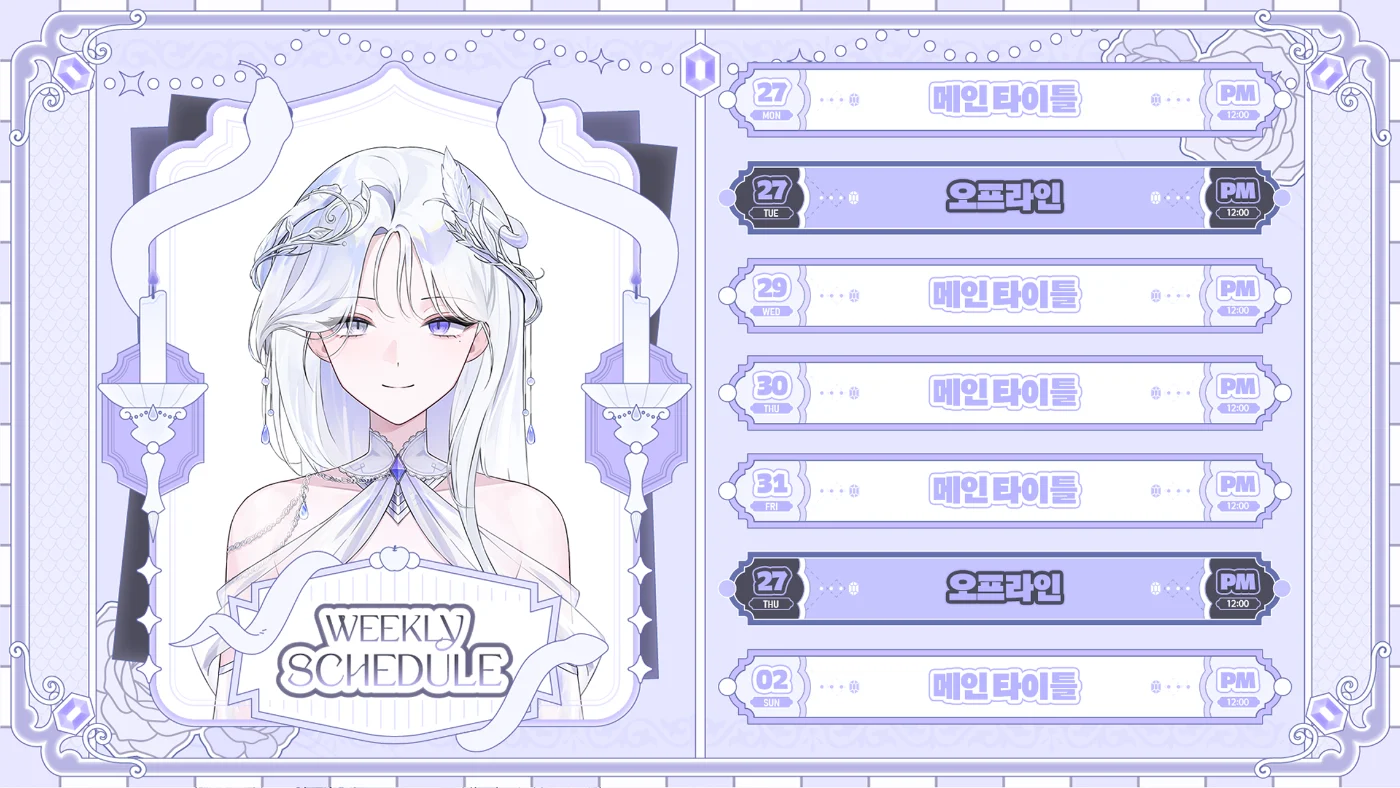 WEEKLY
SCHEDULE
27 메인 타이틀 PM
MON 12:00
27 오프라인 PM
TUE 12:00
29 메인 타이틀 PM
WED 12:00
30 메인 타이틀 PM
THU 12:00
31 메인 타이틀 PM
FRI 12:00
27 오프라인 PM
THU 12:00
02 메인 타이틀 PM
SUN 12:00